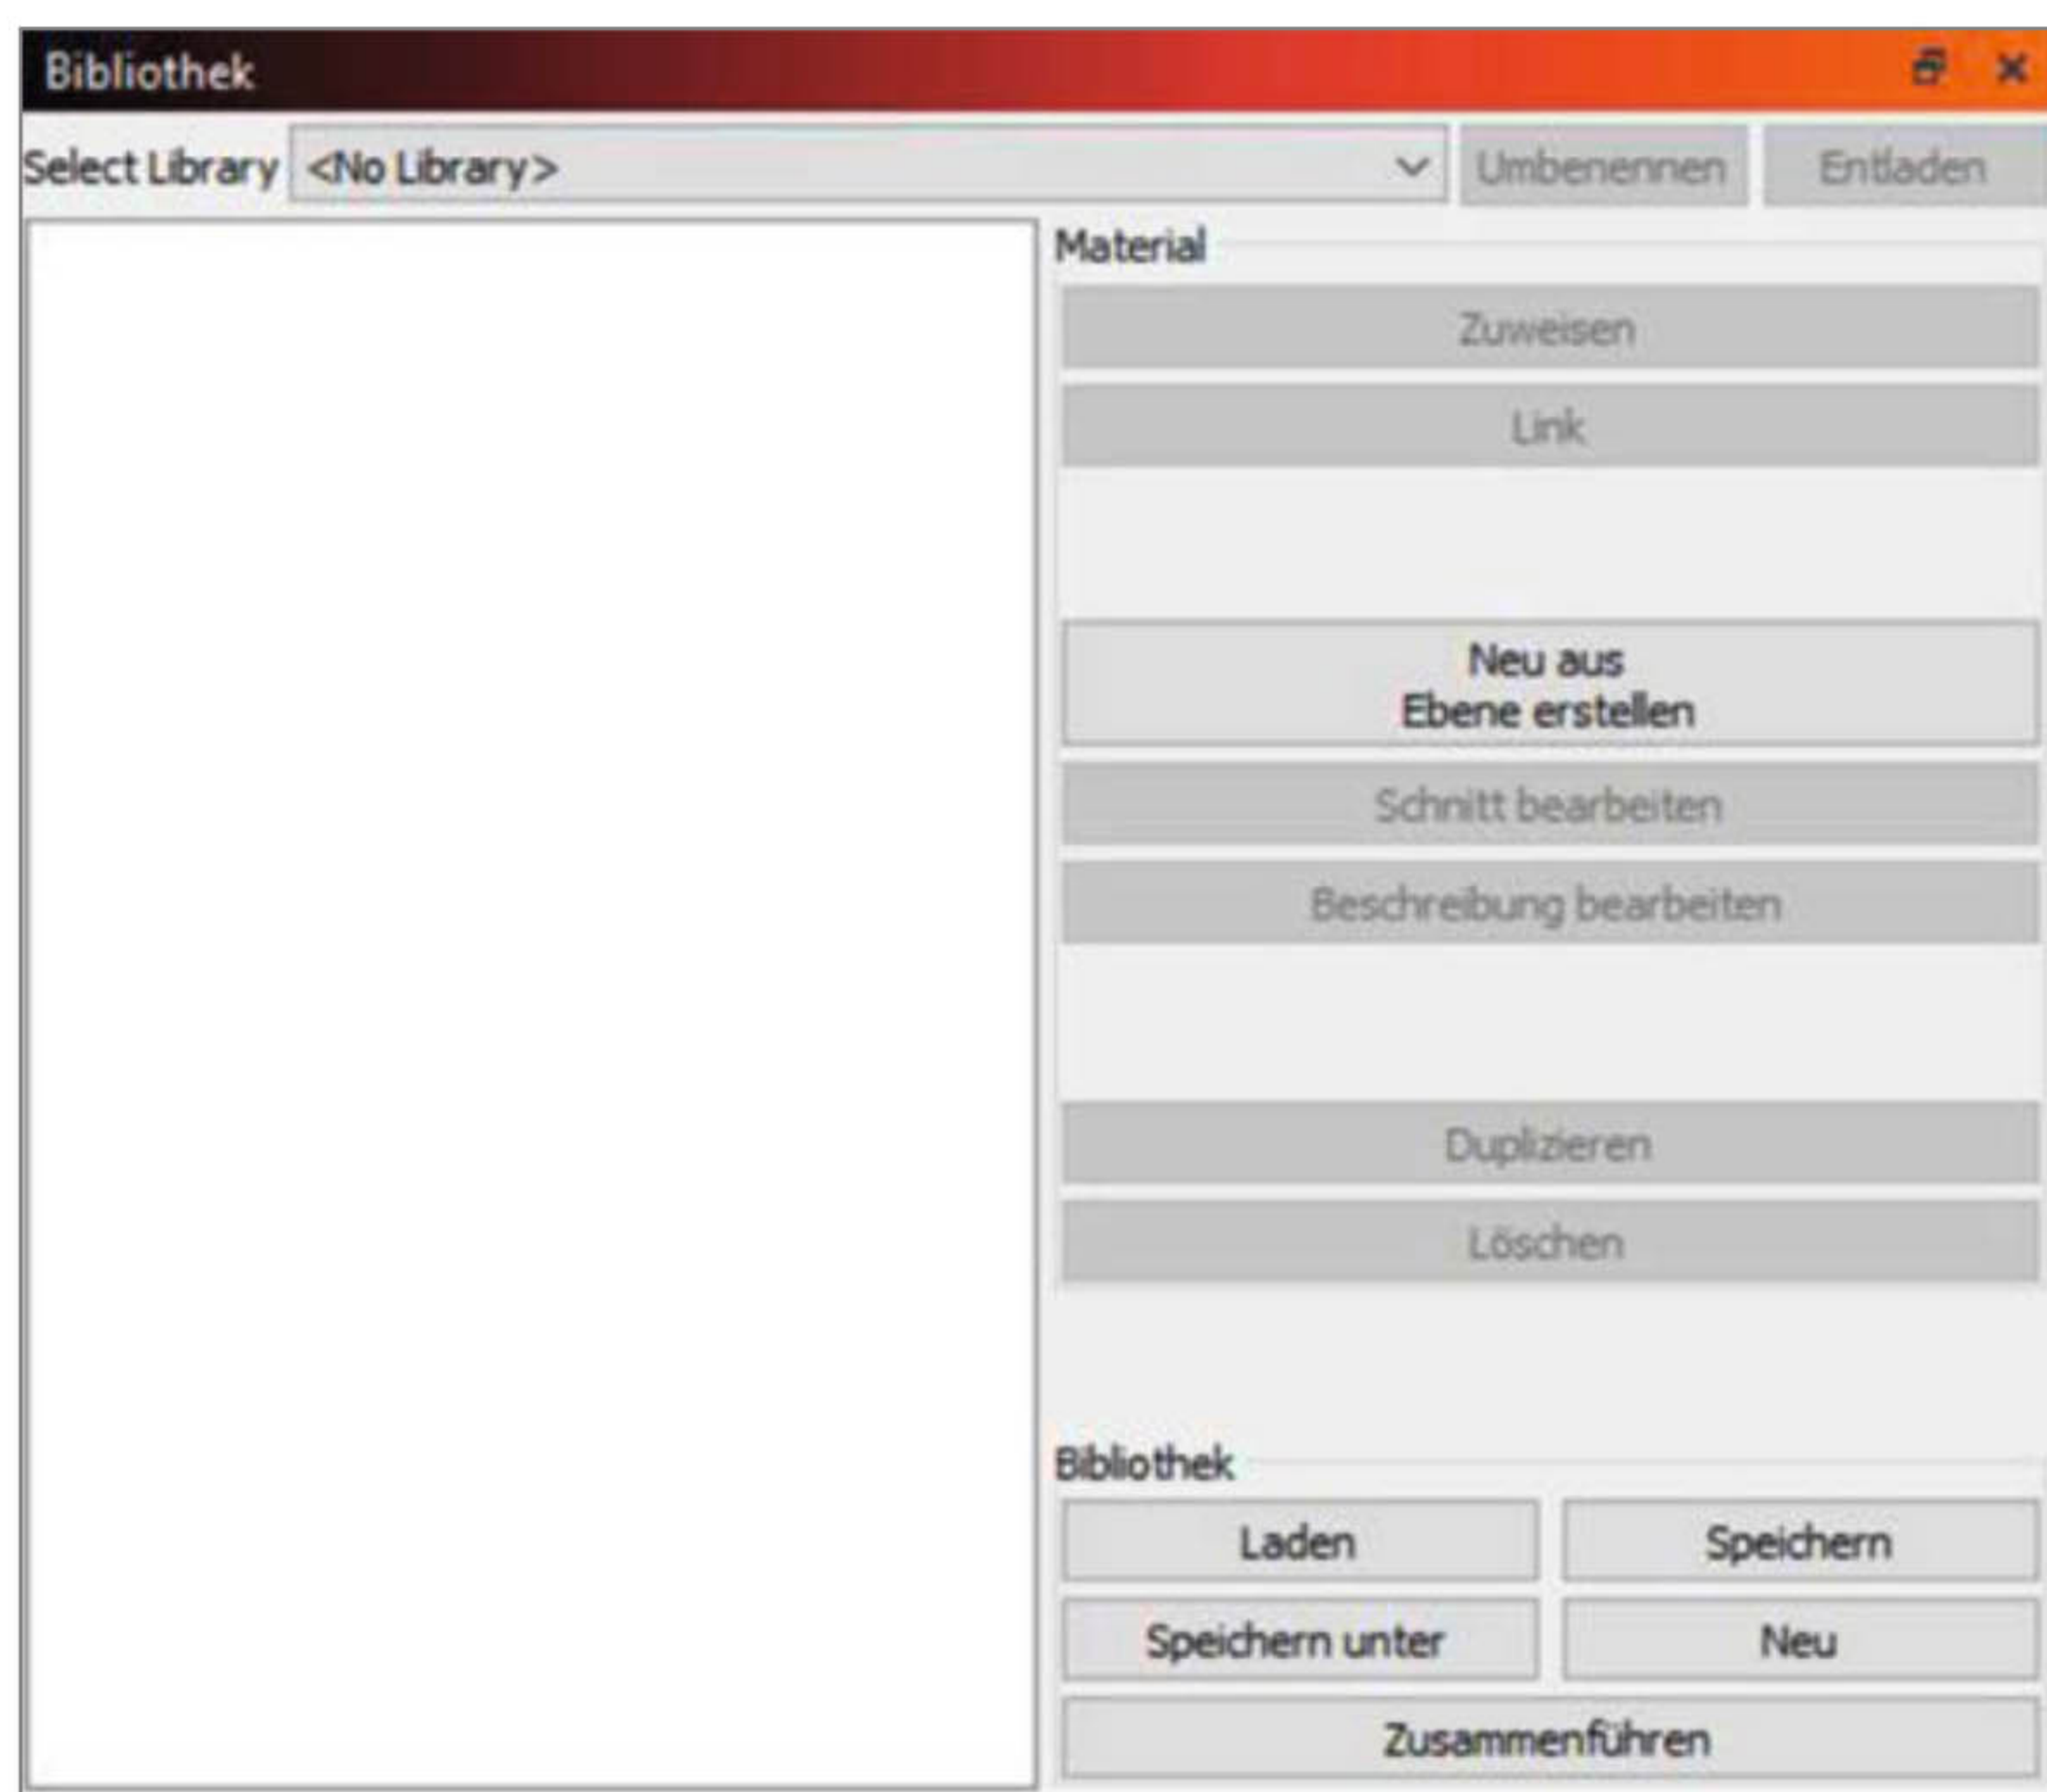 Bibliothek
Select Library <No Library> Umbenennen Entladen
Material
Zuweisen
Link
Neu aus
Ebene erstellen
Schnitt bearbeiten
Beschreibung bearbeiten
Duplizieren
Löschen
Bibliothek
Laden Speichern
Speichern unter Neu
Zusammenführen